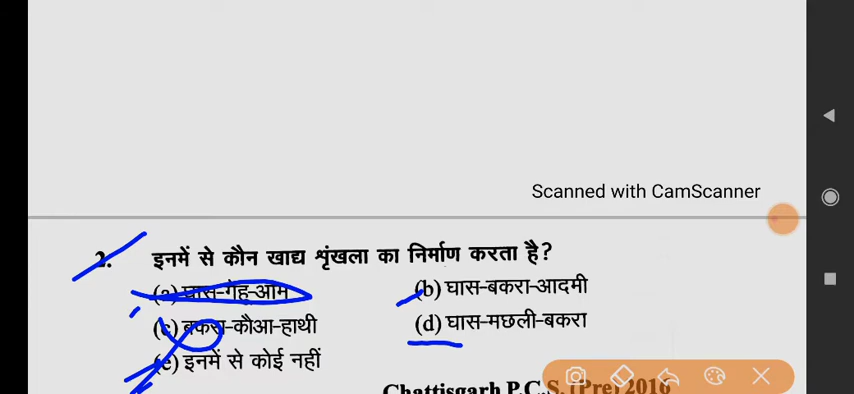 Scanned with CamScanner
2. इनमें से कौन खाद्य शृंखला का निर्माण करता है?
(a) घास-गेहू-आम (b) घास-बकरा-आदमी
(c) बकरा-कौआ-हाथी (d) घास-मछली-बकरा
(e) इनमें से कोई नहीं
Chattisgarh P.C.S. (Pre) 2016